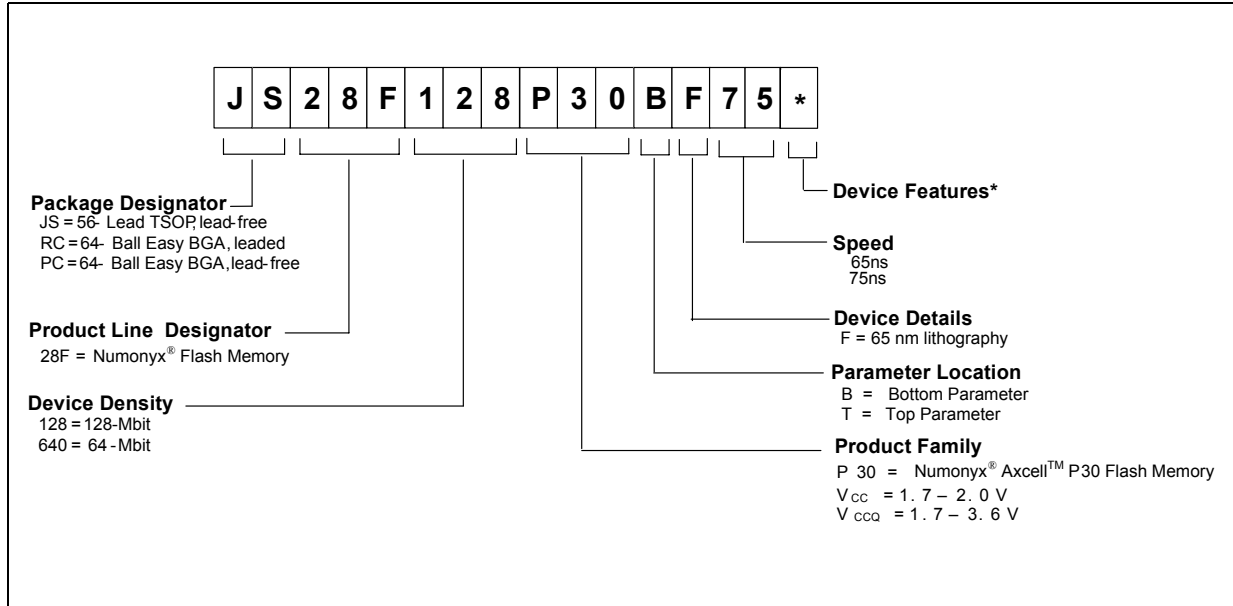 J S 2 8 F 1 2 8 P 3 0 B F 7 5 *
Package Designator
JS = 56- Lead TSOP, lead-free
RC = 64- Ball Easy BGA, leaded
PC = 64- Ball Easy BGA, lead-free
Product Line Designator
28F = Numonyx® Flash Memory
Device Density
128 = 128-Mbit
640 = 64-Mbit
Device Features*
Speed
65ns
75ns
Device Details
F = 65 nm lithography
Parameter Location
B = Bottom Parameter
T = Top Parameter
Product Family
P 30 = Numonyx® Axcell™ P30 Flash Memory
V CC = 1.7 – 2.0 V
V CCQ = 1.7 – 3.6 V